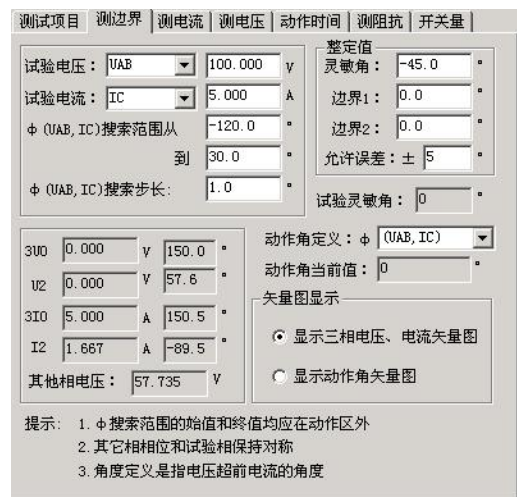 测试项目 测边界 测电流 测电压 动作时间 测阻抗 开关量
试验电压： UAB 100.000 V
试验电流： IC 5.000 A
φ (UAB, IC)搜索范围从 -120.0 °
到 30.0 °
φ (UAB, IC)搜索步长: 1.0 °
整定值
灵敏角： -45.0 °
边界1： 0.0 °
边界2： 0.0 °
允许误差：± 5 °
试验灵敏角： 0 °
3U0 0.000 V 150.0 °
U2 0.000 V 57.6 °
3I0 5.000 A 150.5 °
I2 1.667 A -89.5 °
其他相电压： 57.735 V
动作角定义：φ (UAB, IC)
动作角当前值： 0 °
矢量图显示
显示三相电压、电流矢量图
显示动作角矢量图
提示: 1. φ搜索范围的始值和终值均应在动作区外
2. 其它相相位和试验相保持对称
3. 角度定义是指电压超前电流的角度